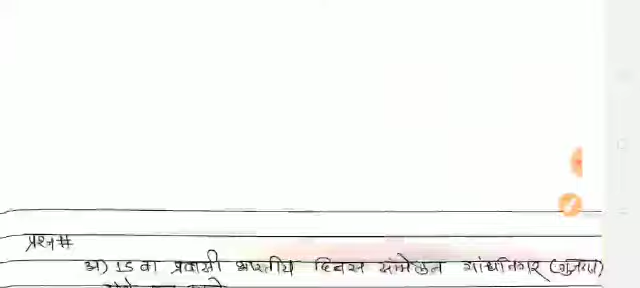 प्रश्न#
अ) 15 वा प्रवासी भारतीय दिवस संमेलन गांधीनगर (गुजरात)